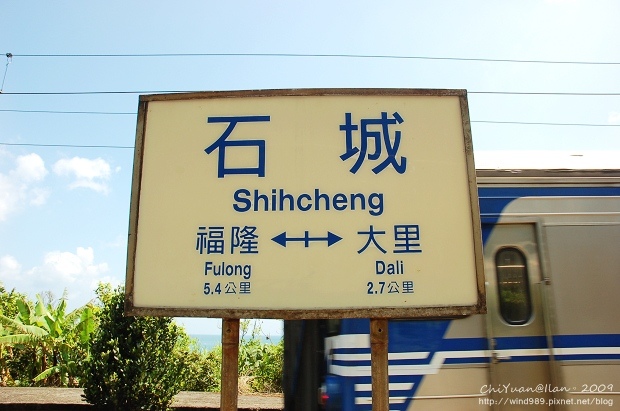 石城
Shihcheng
福隆 ↔ 大里
Fulong Dali
5.4公里 2.7公里
ChiYuan@Ilan - 2009
http://wind989.pixnet.net/blog